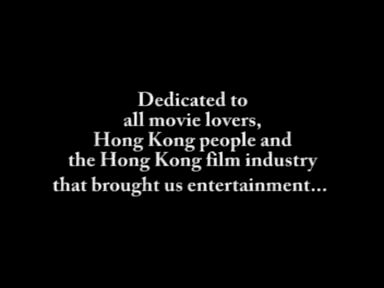 Dedicated to
all movie lovers,
Hong Kong people and
the Hong Kong film industry
that brought us entertainment...